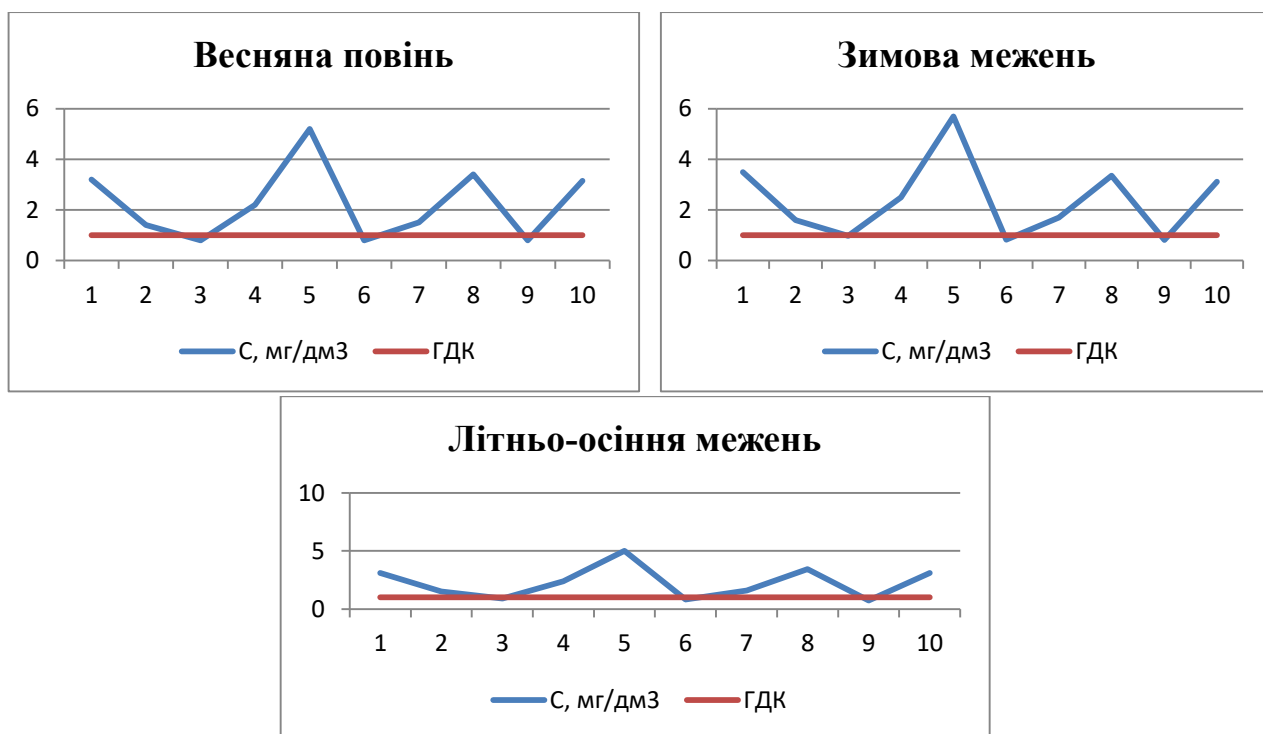 Весняна повінь
6
4
2
0
1 2 3 4 5 6 7 8 9 10
С, мг/дм3 ГДК
Зимова межень
6
4
2
0
1 2 3 4 5 6 7 8 9 10
С, мг/дм3 ГДК
Літньо-осіння межень
10
5
0
1 2 3 4 5 6 7 8 9 10
С, мг/дм3 ГДК